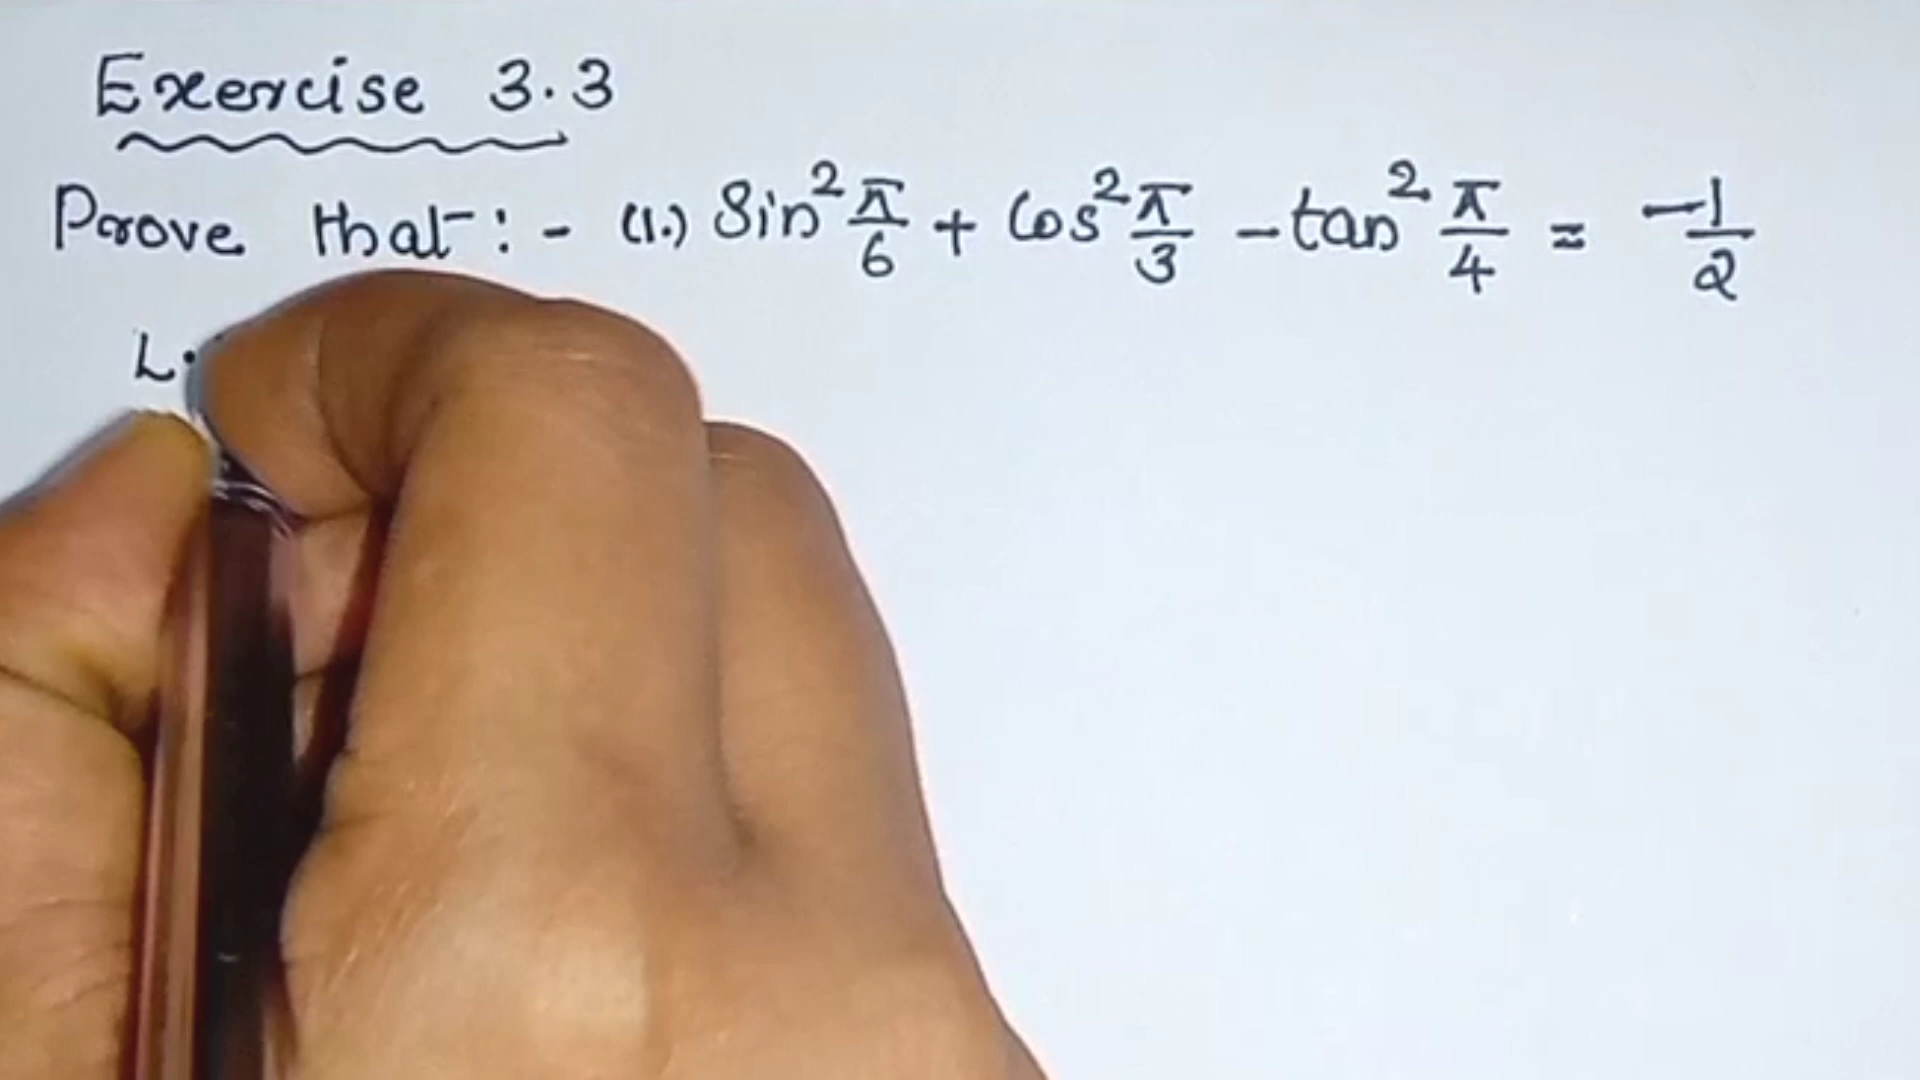 Exercise 3.3
Prove that :- (1.) Sin²π/6 + Cos²π/3 - tan²π/4 = -1/2
L.